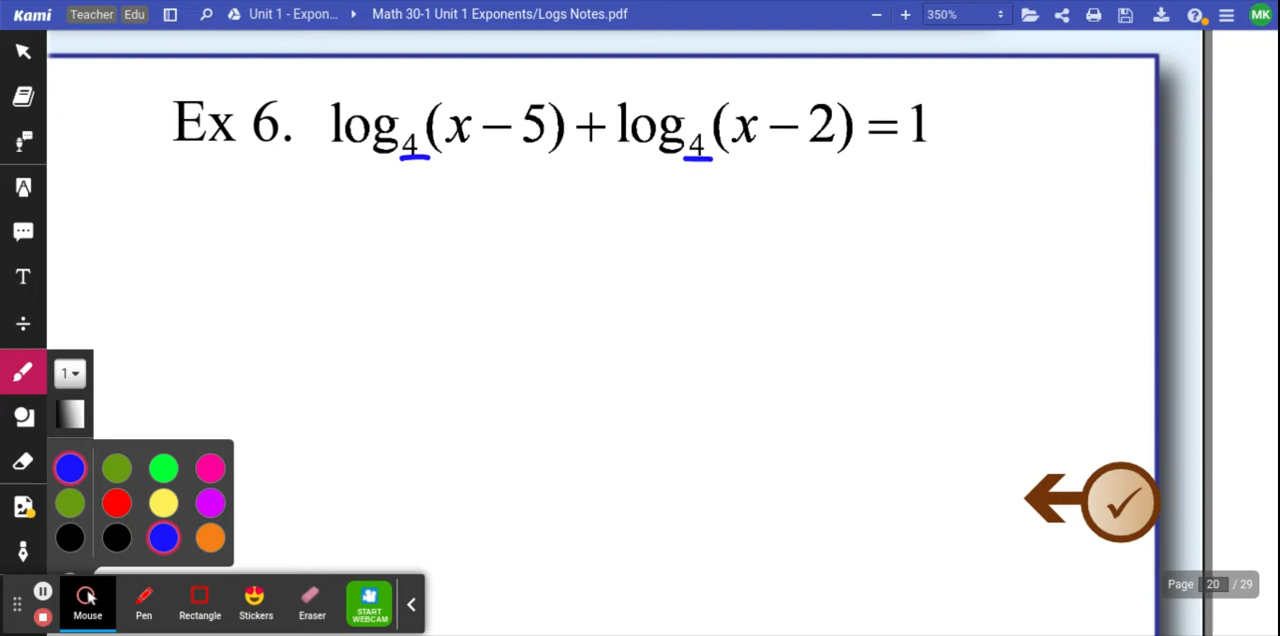 Kami Teacher Edu Unit 1 - Expon... Math 30-1 Unit 1 Exponents/Logs Notes.pdf 350% MK
Ex 6. log₄(x − 5) + log₄(x − 2) = 1
T
1
Page 20 / 29
Mouse Pen Rectangle Stickers Eraser START WEBCAM